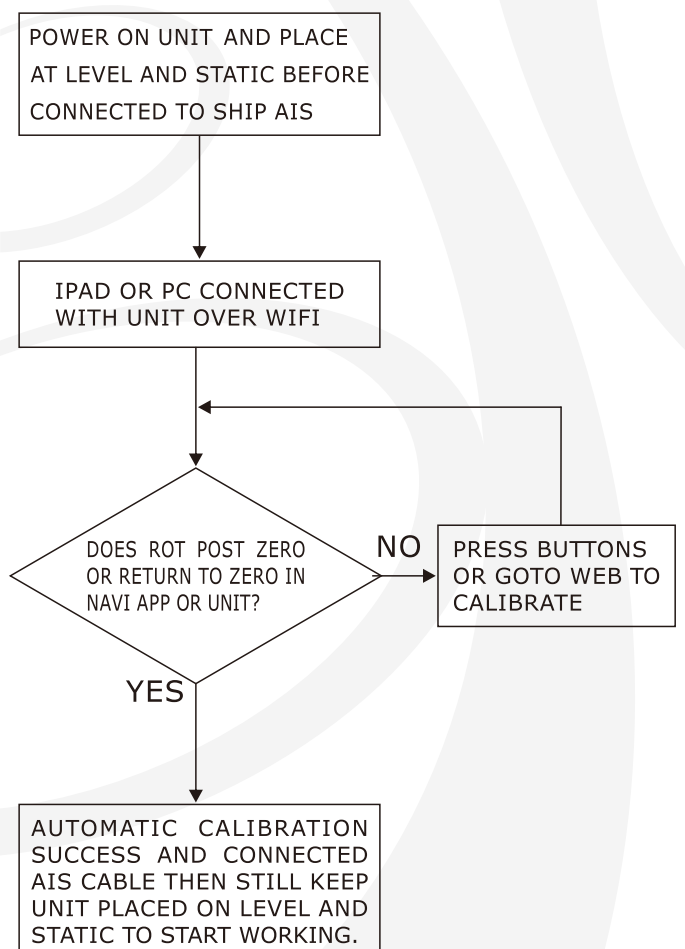 POWER ON UNIT AND PLACE
AT LEVEL AND STATIC BEFORE
CONNECTED TO SHIP AIS
IPAD OR PC CONNECTED
WITH UNIT OVER WIFI
DOES ROT POST ZERO
OR RETURN TO ZERO IN
NAVI APP OR UNIT?
NO
PRESS BUTTONS
OR GOTO WEB TO
CALIBRATE
YES
AUTOMATIC CALIBRATION
SUCCESS AND CONNECTED
AIS CABLE THEN STILL KEEP
UNIT PLACED ON LEVEL AND
STATIC TO START WORKING.